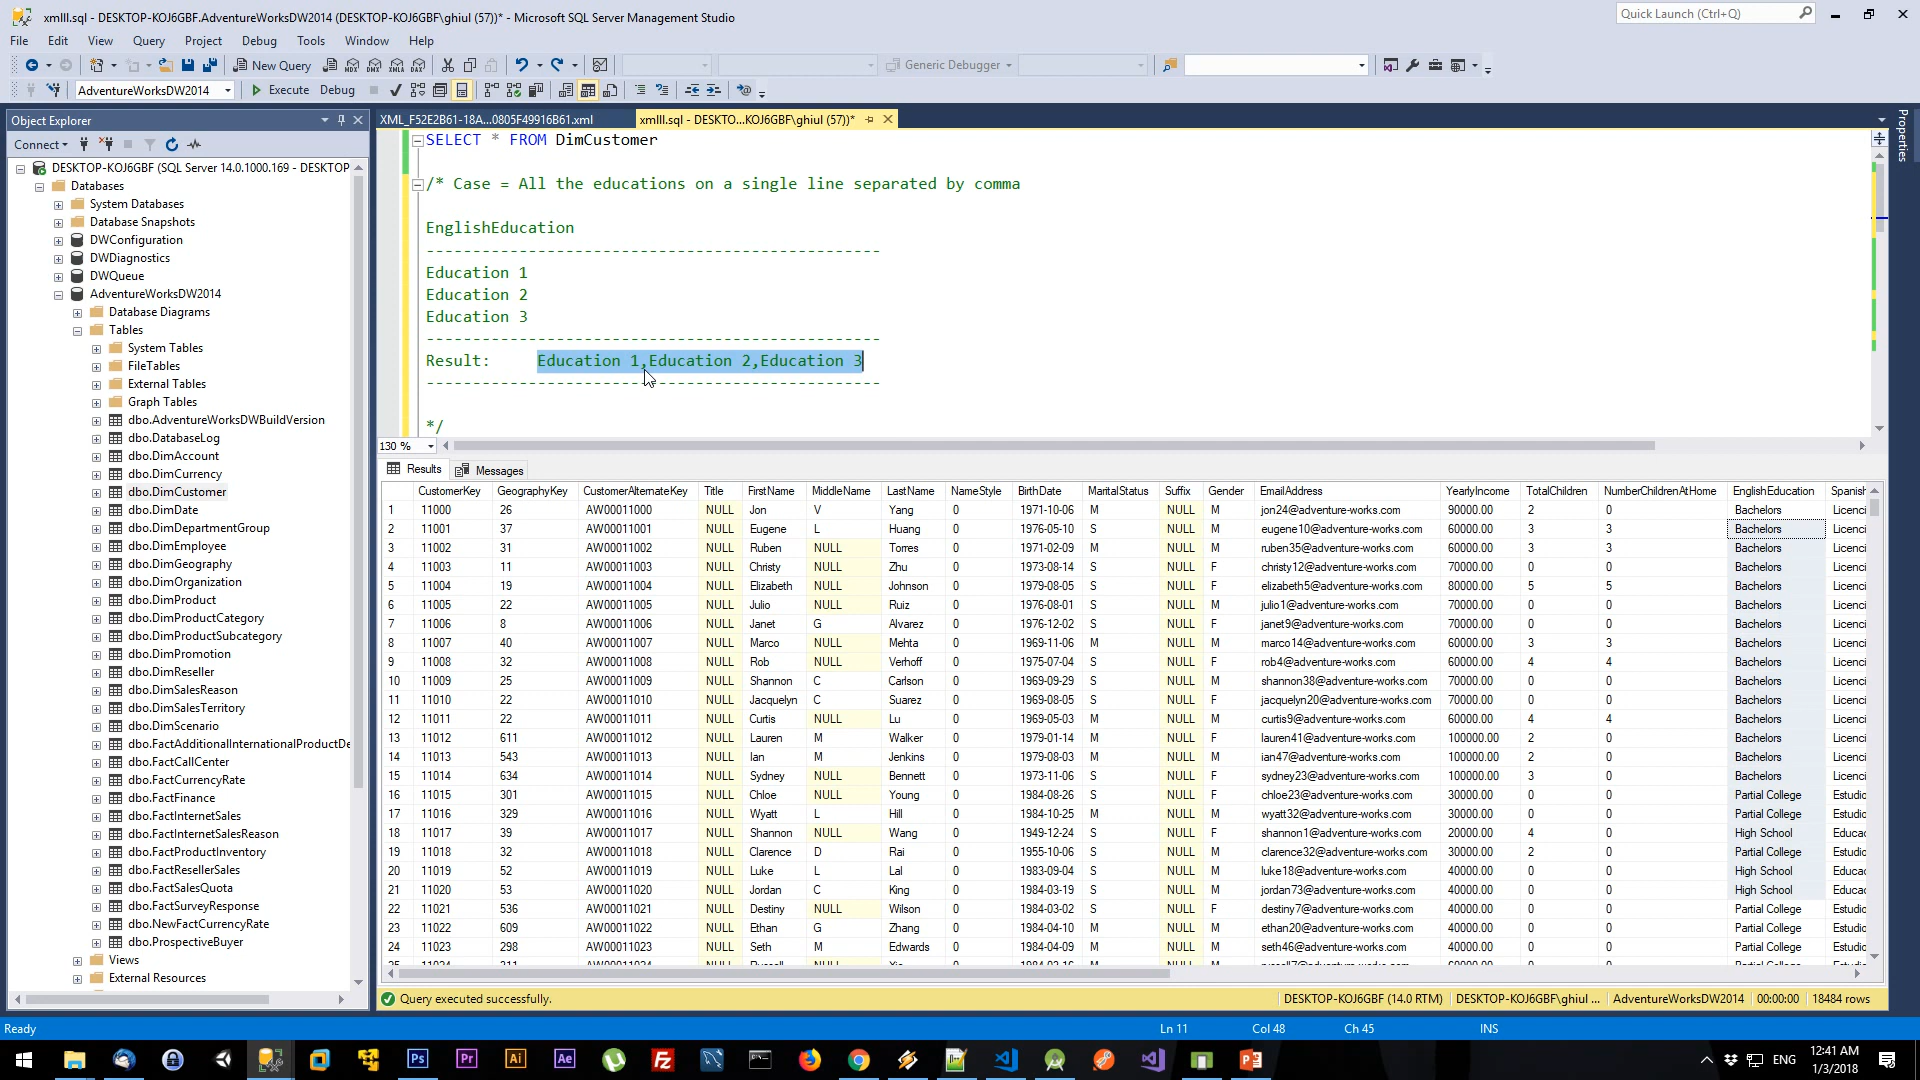 xmlII.sql - DESKTOP-KOJ6GBF.AdventureWorksDW2014 (DESKTOP-KOJ6GBF\ghiul (57))* - Microsoft SQL Server Management Studio
Quick Launch (Ctrl+Q)
File Edit View Query Project Debug Tools Window Help
New Query
Generic Debugger
AdventureWorksDW2014
Execute Debug
Object Explorer
XML_F52E2B61-18A...0805F49916B61.xml
xmlII.sql - DESKTO...KOJ6GBF\ghiul (57))*
Properties
Connect
DESKTOP-KOJ6GBF (SQL Server 14.0.1000.169 - DESKTOP
Databases
System Databases
Database Snapshots
DWConfiguration
DWDiagnostics
DWQueue
AdventureWorksDW2014
Database Diagrams
Tables
System Tables
FileTables
External Tables
Graph Tables
dbo.AdventureWorksDWBuildVersion
dbo.DatabaseLog
dbo.DimAccount
dbo.DimCurrency
dbo.DimCustomer
dbo.DimDate
dbo.DimDepartmentGroup
dbo.DimEmployee
dbo.DimGeography
dbo.DimOrganization
dbo.DimProduct
dbo.DimProductCategory
dbo.DimProductSubcategory
dbo.DimPromotion
dbo.DimReseller
dbo.DimSalesReason
dbo.DimSalesTerritory
dbo.DimScenario
dbo.FactAdditionalInternationalProductDe
dbo.FactCallCenter
dbo.FactCurrencyRate
dbo.FactFinance
dbo.FactInternetSales
dbo.FactInternetSalesReason
dbo.FactProductInventory
dbo.FactResellerSales
dbo.FactSalesQuota
dbo.FactSurveyResponse
dbo.NewFactCurrencyRate
dbo.ProspectiveBuyer
Views
External Resources
SELECT * FROM DimCustomer
/* Case = All the educations on a single line separated by comma
EnglishEducation
-------------------------------------------------
Education 1
Education 2
Education 3
-------------------------------------------------
Result: Education 1,Education 2,Education 3
-------------------------------------------------
*/
130 %
Results Messages
CustomerKey GeographyKey CustomerAlternateKey Title FirstName MiddleName LastName NameStyle BirthDate MaritalStatus Suffix Gender EmailAddress YearlyIncome TotalChildren NumberChildrenAtHome EnglishEducation Spanish
1 11000 26 AW00011000 NULL Jon V Yang 0 1971-10-06 M NULL M jon24@adventure-works.com 90000.00 2 0 Bachelors Licenci
2 11001 37 AW00011001 NULL Eugene L Huang 0 1976-05-10 S NULL M eugene10@adventure-works.com 60000.00 3 3 Bachelors Licenci
3 11002 31 AW00011002 NULL Ruben NULL Torres 0 1971-02-09 M NULL M ruben35@adventure-works.com 60000.00 3 3 Bachelors Licenci
4 11003 11 AW00011003 NULL Christy NULL Zhu 0 1973-08-14 S NULL F christy12@adventure-works.com 70000.00 0 0 Bachelors Licenci
5 11004 19 AW00011004 NULL Elizabeth NULL Johnson 0 1979-08-05 S NULL F elizabeth5@adventure-works.com 80000.00 5 5 Bachelors Licenci
6 11005 22 AW00011005 NULL Julio NULL Ruiz 0 1976-08-01 S NULL M julio1@adventure-works.com 70000.00 0 0 Bachelors Licenci
7 11006 8 AW00011006 NULL Janet G Alvarez 0 1976-12-02 S NULL F janet9@adventure-works.com 70000.00 0 0 Bachelors Licenci
8 11007 40 AW00011007 NULL Marco NULL Mehta 0 1969-11-06 M NULL M marco14@adventure-works.com 60000.00 3 3 Bachelors Licenci
9 11008 32 AW00011008 NULL Rob NULL Verhoff 0 1975-07-04 S NULL F rob4@adventure-works.com 60000.00 4 4 Bachelors Licenci
10 11009 25 AW00011009 NULL Shannon C Carlson 0 1969-09-29 S NULL M shannon38@adventure-works.com 70000.00 0 0 Bachelors Licenci
11 11010 22 AW00011010 NULL Jacquelyn C Suarez 0 1969-08-05 S NULL F jacquelyn20@adventure-works.com 70000.00 0 0 Bachelors Licenci
12 11011 22 AW00011011 NULL Curtis NULL Lu 0 1969-05-03 M NULL M curtis9@adventure-works.com 60000.00 4 4 Bachelors Licenci
13 11012 611 AW00011012 NULL Lauren M Walker 0 1979-01-14 M NULL F lauren41@adventure-works.com 100000.00 2 0 Bachelors Licenci
14 11013 543 AW00011013 NULL Ian M Jenkins 0 1979-08-03 M NULL M ian47@adventure-works.com 100000.00 2 0 Bachelors Licenci
15 11014 634 AW00011014 NULL Sydney NULL Bennett 0 1973-11-06 S NULL F sydney23@adventure-works.com 100000.00 3 0 Bachelors Licenci
16 11015 301 AW00011015 NULL Chloe NULL Young 0 1984-08-26 S NULL F chloe23@adventure-works.com 30000.00 0 0 Partial College Estudio
17 11016 329 AW00011016 NULL Wyatt L Hill 0 1984-10-25 M NULL M wyatt32@adventure-works.com 30000.00 0 0 Partial College Estudio
18 11017 39 AW00011017 NULL Shannon NULL Wang 0 1949-12-24 S NULL F shannon1@adventure-works.com 20000.00 4 0 High School Educac
19 11018 32 AW00011018 NULL Clarence D Rai 0 1955-10-06 S NULL M clarence32@adventure-works.com 30000.00 2 0 Partial College Estudio
20 11019 52 AW00011019 NULL Luke L Lal 0 1983-09-04 S NULL M luke18@adventure-works.com 40000.00 0 0 High School Educac
21 11020 53 AW00011020 NULL Jordan C King 0 1984-03-19 S NULL M jordan73@adventure-works.com 40000.00 0 0 High School Educac
22 11021 536 AW00011021 NULL Destiny NULL Wilson 0 1984-03-02 S NULL F destiny7@adventure-works.com 40000.00 0 0 Partial College Estudio
23 11022 609 AW00011022 NULL Ethan G Zhang 0 1984-04-10 M NULL M ethan20@adventure-works.com 40000.00 0 0 Partial College Estudio
24 11023 298 AW00011023 NULL Seth M Edwards 0 1984-04-09 M NULL M seth46@adventure-works.com 40000.00 0 0 Partial College Estudio
Query executed successfully.
DESKTOP-KOJ6GBF (14.0 RTM) DESKTOP-KOJ6GBF\ghiul ... AdventureWorksDW2014 00:00:00 18484 rows
Ready Ln 11 Col 48 Ch 45 INS
ENG
12:41 AM
1/3/2018